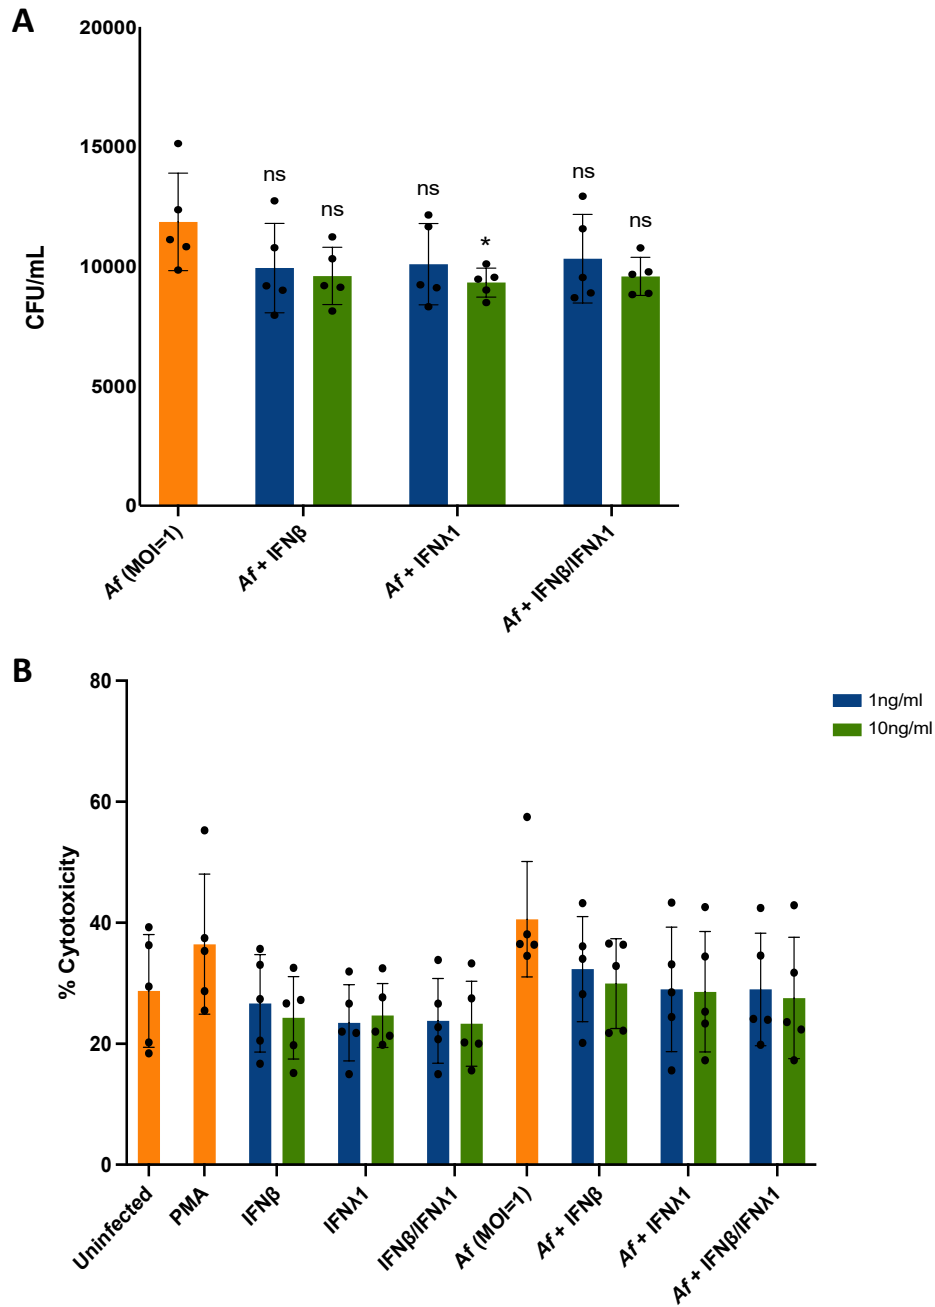 A
20000
15000
10000
5000
0
CFU/mL
ns
ns
ns
*
ns
ns
Af (MOI=1)
Af + IFNβ
Af + IFNλ1
Af + IFNβ/IFNλ1
B
80
60
40
20
0
% Cytotoxicity
1ng/ml
10ng/ml
Uninfected
PMA
IFNβ
IFNλ1
IFNβ/IFNλ1
Af (MOI=1)
Af + IFNβ
Af + IFNλ1
Af + IFNβ/IFNλ1